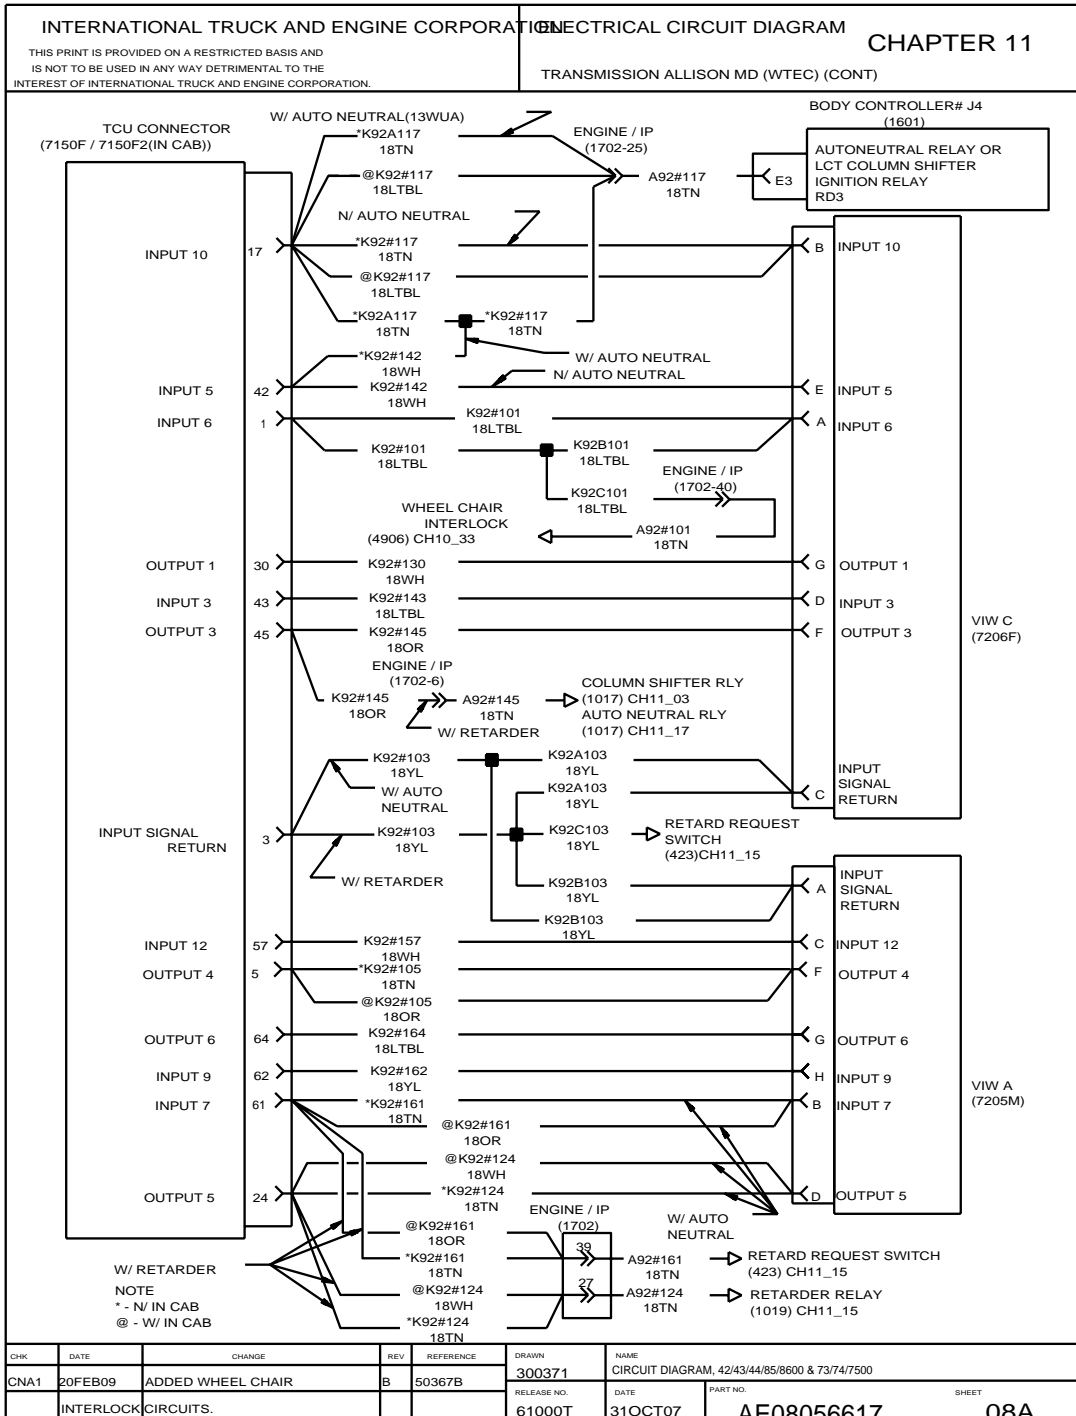 INTERNATIONAL TRUCK AND ENGINE CORPORATION
THIS PRINT IS PROVIDED ON A RESTRICTED BASIS AND
IS NOT TO BE USED IN ANY WAY DETRIMENTAL TO THE
INTEREST OF INTERNATIONAL TRUCK AND ENGINE CORPORATION.
ELECTRICAL CIRCUIT DIAGRAM
CHAPTER 11
TRANSMISSION ALLISON MD (WTEC) (CONT)
TCU CONNECTOR
(7150F / 7150F2(IN CAB))
W/ AUTO NEUTRAL(13WUA)
*K92A117
18TN
ENGINE / IP
(1702-25)
BODY CONTROLLER# J4
(1601)
@K92#117
18LTBL
A92#117
18TN
E3
AUTONEUTRAL RELAY OR
LCT COLUMN SHIFTER
IGNITION RELAY
RD3
N/ AUTO NEUTRAL
INPUT 10
17
*K92#117
18TN
B
INPUT 10
@K92#117
18LTBL
*K92A117
18TN
*K92#117
18TN
*K92#142
18WH
W/ AUTO NEUTRAL
N/ AUTO NEUTRAL
INPUT 5
42
K92#142
18WH
E
INPUT 5
INPUT 6
1
K92#101
18LTBL
A
INPUT 6
K92#101
18LTBL
K92B101
18LTBL
ENGINE / IP
(1702-40)
K92C101
18LTBL
WHEEL CHAIR
INTERLOCK
(4906) CH10_33
A92#101
18TN
OUTPUT 1
30
K92#130
18WH
G
OUTPUT 1
INPUT 3
43
K92#143
18LTBL
D
INPUT 3
OUTPUT 3
45
K92#145
18OR
F
OUTPUT 3
VIW C
(7206F)
ENGINE / IP
(1702-6)
K92#145
18OR
A92#145
18TN
W/ RETARDER
COLUMN SHIFTER RLY
(1017) CH11_03
AUTO NEUTRAL RLY
(1017) CH11_17
K92#103
18YL
K92A103
18YL
W/ AUTO
NEUTRAL
K92A103
18YL
C
INPUT
SIGNAL
RETURN
INPUT SIGNAL
RETURN
3
K92#103
18YL
K92C103
18YL
RETARD REQUEST
SWITCH
(423)CH11_15
W/ RETARDER
K92B103
18YL
A
INPUT
SIGNAL
RETURN
K92B103
18YL
INPUT 12
57
K92#157
18WH
C
INPUT 12
OUTPUT 4
5
*K92#105
18TN
F
OUTPUT 4
@K92#105
18OR
OUTPUT 6
64
K92#164
18LTBL
G
OUTPUT 6
INPUT 9
62
K92#162
18YL
H
INPUT 9
INPUT 7
61
*K92#161
18TN
B
INPUT 7
VIW A
(7205M)
@K92#161
18OR
@K92#124
18WH
OUTPUT 5
24
*K92#124
18TN
D
OUTPUT 5
W/ AUTO
NEUTRAL
ENGINE / IP
(1702)
@K92#161
18OR
*K92#161
18TN
39
A92#161
18TN
RETARD REQUEST SWITCH
(423) CH11_15
W/ RETARDER
@K92#124
18WH
27
A92#124
18TN
RETARDER RELAY
(1019) CH11_15
*K92#124
18TN
NOTE
* - N/ IN CAB
@ - W/ IN CAB
CHK DATE CHANGE REV REFERENCE
CNA1 20FEB09 ADDED WHEEL CHAIR B 50367B
INTERLOCK CIRCUITS.
DRAWN
300371
NAME
CIRCUIT DIAGRAM, 42/43/44/85/8600 & 73/74/7500
RELEASE NO.
61000T
DATE
31OCT07
PART NO.
AE08056617
SHEET
08A